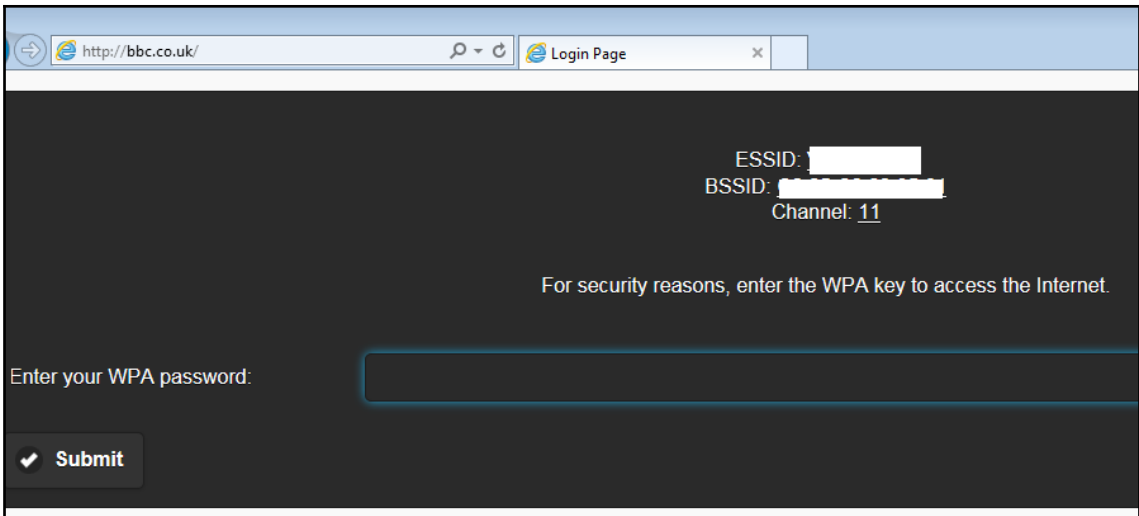 http://bbc.co.uk/ Login Page
ESSID:
BSSID:
Channel: 11
For security reasons, enter the WPA key to access the Internet.
Enter your WPA password:
Submit